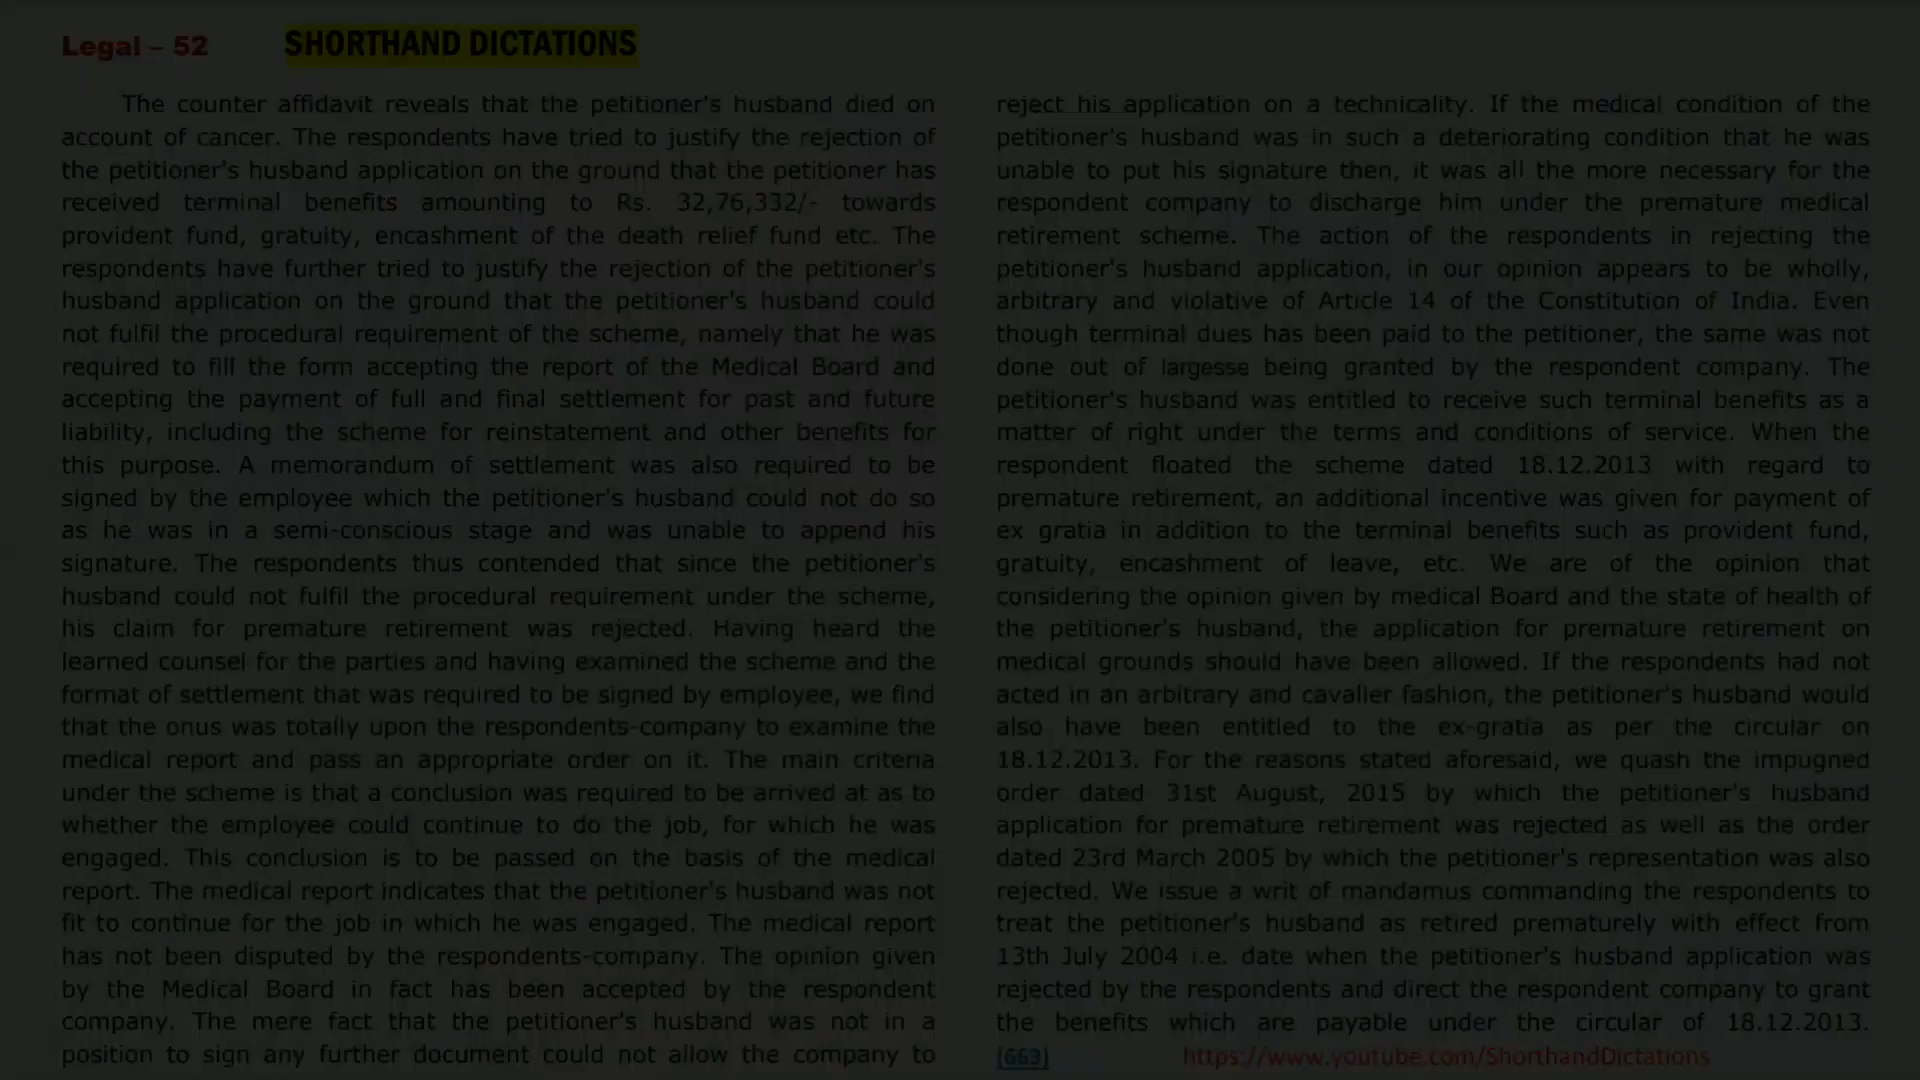 Legal – 52 SHORTHAND DICTATIONS
The counter affidavit reveals that the petitioner's husband died on
account of cancer. The respondents have tried to justify the rejection of
the petitioner's husband application on the ground that the petitioner has
received terminal benefits amounting to Rs. 32,76,332/- towards
provident fund, gratuity, encashment of the death relief fund etc. The
respondents have further tried to justify the rejection of the petitioner's
husband application on the ground that the petitioner's husband could
not fulfil the procedural requirement of the scheme, namely that he was
required to fill the form accepting the report of the Medical Board and
accepting the payment of full and final settlement for past and future
liability, including the scheme for reinstatement and other benefits for
this purpose. A memorandum of settlement was also required to be
signed by the employee which the petitioner's husband could not do so
as he was in a semi-conscious stage and was unable to append his
signature. The respondents thus contended that since the petitioner's
husband could not fulfil the procedural requirement under the scheme,
his claim for premature retirement was rejected. Having heard the
learned counsel for the parties and having examined the scheme and the
format of settlement that was required to be signed by employee, we find
that the onus was totally upon the respondents-company to examine the
medical report and pass an appropriate order on it. The main criteria
under the scheme is that a conclusion was required to be arrived at as to
whether the employee could continue to do the job, for which he was
engaged. This conclusion is to be passed on the basis of the medical
report. The medical report indicates that the petitioner's husband was not
fit to continue for the job in which he was engaged. The medical report
has not been disputed by the respondents-company. The opinion given
by the Medical Board in fact has been accepted by the respondent
company. The mere fact that the petitioner's husband was not in a
position to sign any further document could not allow the company to
reject his application on a technicality. If the medical condition of the
petitioner's husband was in such a deteriorating condition that he was
unable to put his signature then, it was all the more necessary for the
respondent company to discharge him under the premature medical
retirement scheme. The action of the respondents in rejecting the
petitioner's husband application, in our opinion appears to be wholly,
arbitrary and violative of Article 14 of the Constitution of India. Even
though terminal dues has been paid to the petitioner, the same was not
done out of largesse being granted by the respondent company. The
petitioner's husband was entitled to receive such terminal benefits as a
matter of right under the terms and conditions of service. When the
respondent floated the scheme dated 18.12.2013 with regard to
premature retirement, an additional incentive was given for payment of
ex gratia in addition to the terminal benefits such as provident fund,
gratuity, encashment of leave, etc. We are of the opinion that
considering the opinion given by medical Board and the state of health of
the petitioner's husband, the application for premature retirement on
medical grounds should have been allowed. If the respondents had not
acted in an arbitrary and cavalier fashion, the petitioner's husband would
also have been entitled to the ex-gratia as per the circular on
18.12.2013. For the reasons stated aforesaid, we quash the impugned
order dated 31st August, 2015 by which the petitioner's husband
application for premature retirement was rejected as well as the order
dated 23rd March 2005 by which the petitioner's representation was also
rejected. We issue a writ of mandamus commanding the respondents to
treat the petitioner's husband as retired prematurely with effect from
13th July 2004 i.e. date when the petitioner's husband application was
rejected by the respondents and direct the respondent company to grant
the benefits which are payable under the circular of 18.12.2013.
[663] https://www.youtube.com/ShorthandDictations